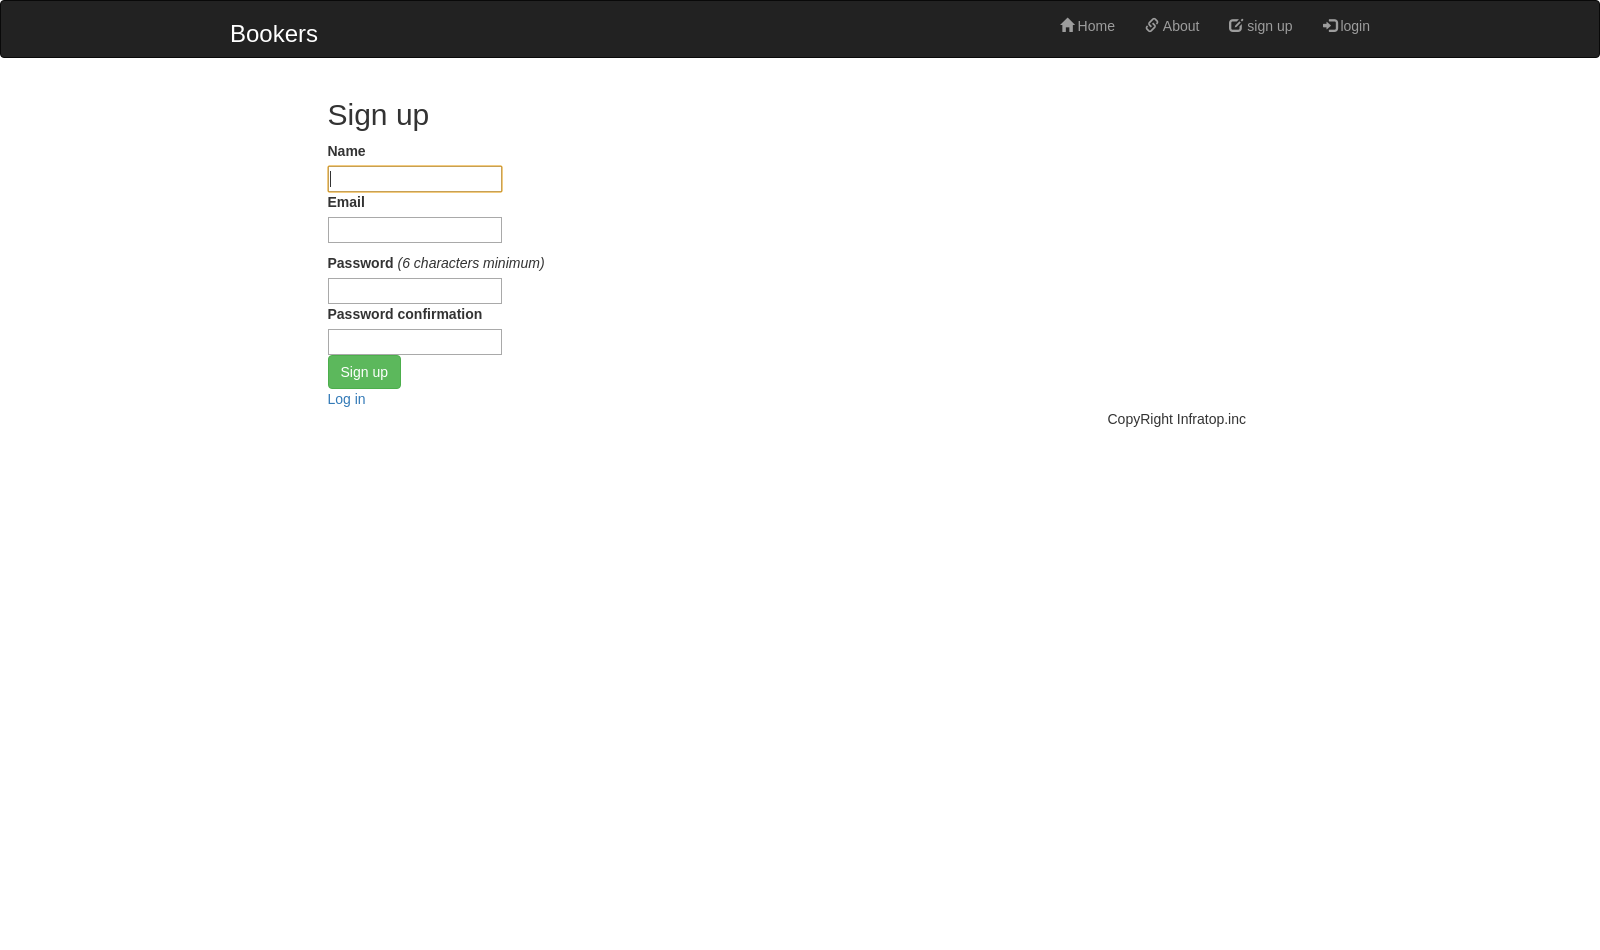 Bookers
Home About sign up login
Sign up
Name
Email
Password (6 characters minimum)
Password confirmation
Sign up
Log in
CopyRight Infratop.inc